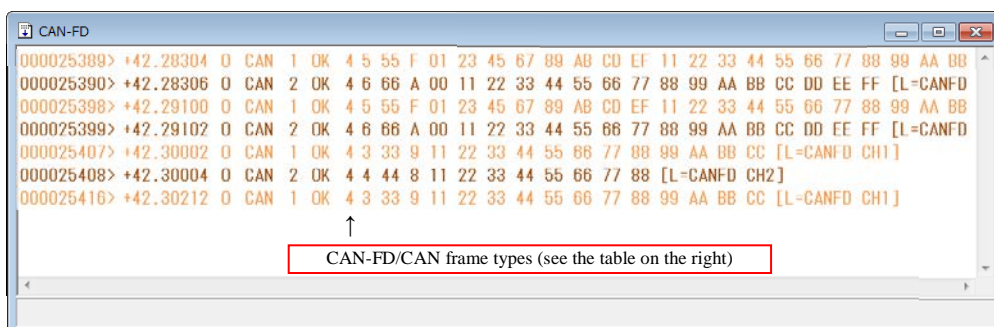 CAN-FD
000025389> +42.28304 0 CAN 1 OK 4 5 55 F 01 23 45 67 89 AB CD EF 11 22 33 44 55 66 77 88 99 AA BB
000025390> +42.28306 0 CAN 2 OK 4 6 66 A 00 11 22 33 44 55 66 77 88 99 AA BB CC DD EE FF [L=CANFD
000025398> +42.29100 0 CAN 1 OK 4 5 55 F 01 23 45 67 89 AB CD EF 11 22 33 44 55 66 77 88 99 AA BB
000025399> +42.29102 0 CAN 2 OK 4 6 66 A 00 11 22 33 44 55 66 77 88 99 AA BB CC DD EE FF [L=CANFD
000025407> +42.30002 0 CAN 1 OK 4 3 33 9 11 22 33 44 55 66 77 88 99 AA BB CC [L=CANFD CH1]
000025408> +42.30004 0 CAN 2 OK 4 4 44 8 11 22 33 44 55 66 77 88 [L=CANFD CH2]
000025416> +42.30212 0 CAN 1 OK 4 3 33 9 11 22 33 44 55 66 77 88 99 AA BB CC [L=CANFD CH1]
↑
CAN-FD/CAN frame types (see the table on the right)